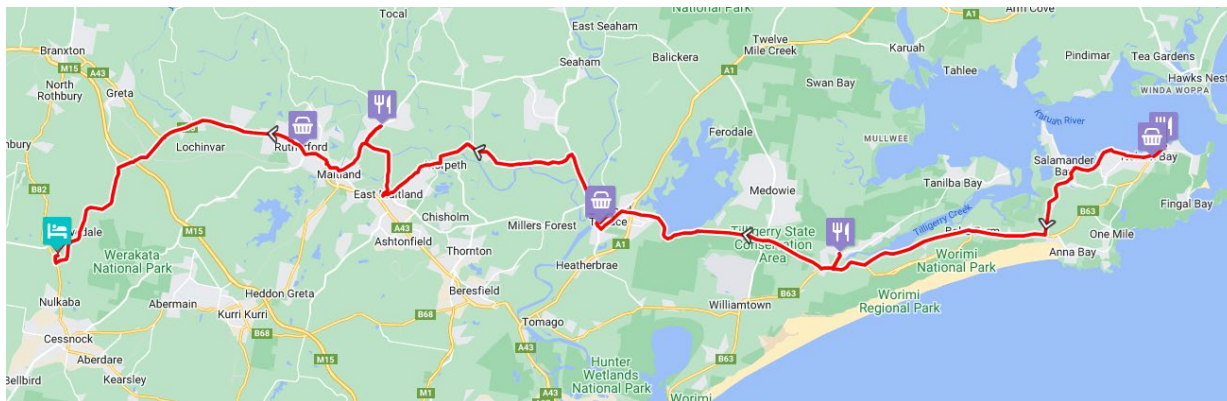 National Park
Arm Cove
Tocal
East Seaham
Twelve
Mile Creek
A1
Karuah
Pindimar
Tea Gardens
Hawks Nest
WINDA WOPPA
Branxton
M15
A43
Greta
North
Rothbury
Seaham
Balickera
A1
Tahlee
Swan Bay
Karuah River
Lochinvar
Rutherford
Maitland
Ferodale
MULLWEE
Salamander
Bay
B82
East Maitland
A43
Chisholm
Millers Forest
Medowie
Tanilba Bay
Tilligerry Creek
B63
Fingal Bay
M15
Werakata
National Park
Ashtonfield
Thornton
A1
Heatherbrae
Tilligerry State
Conservation
Area
Worimi
National Park
One Mile
Anna Bay
Nulkaba
Abermain
Heddon Greta
Kurri Kurri
Beresfield
B68
Williamtown
B63
Worimi
Regional Park
Cessnock
Aberdare
Kearsley
Bellbird
B68
M15
Tomago
A43
M1
A43
Hunter
Wetlands
National Park
B63
Worimi